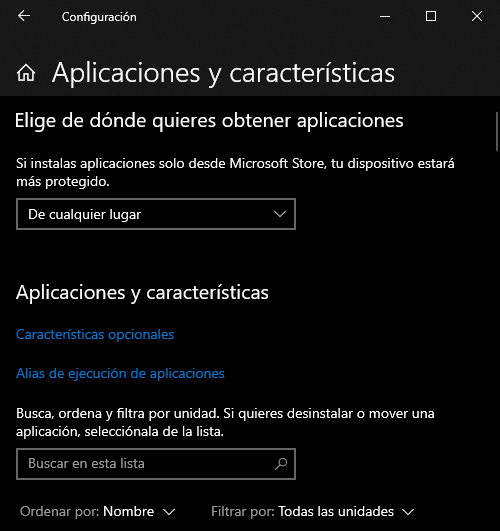 Configuración
Aplicaciones y características
Elige de dónde quieres obtener aplicaciones
Si instalas aplicaciones solo desde Microsoft Store, tu dispositivo estará
más protegido.
De cualquier lugar
Aplicaciones y características
Características opcionales
Alias de ejecución de aplicaciones
Busca, ordena y filtra por unidad. Si quieres desinstalar o mover una
aplicación, selecciónala de la lista.
Buscar en esta lista
Ordenar por: Nombre Filtrar por: Todas las unidades